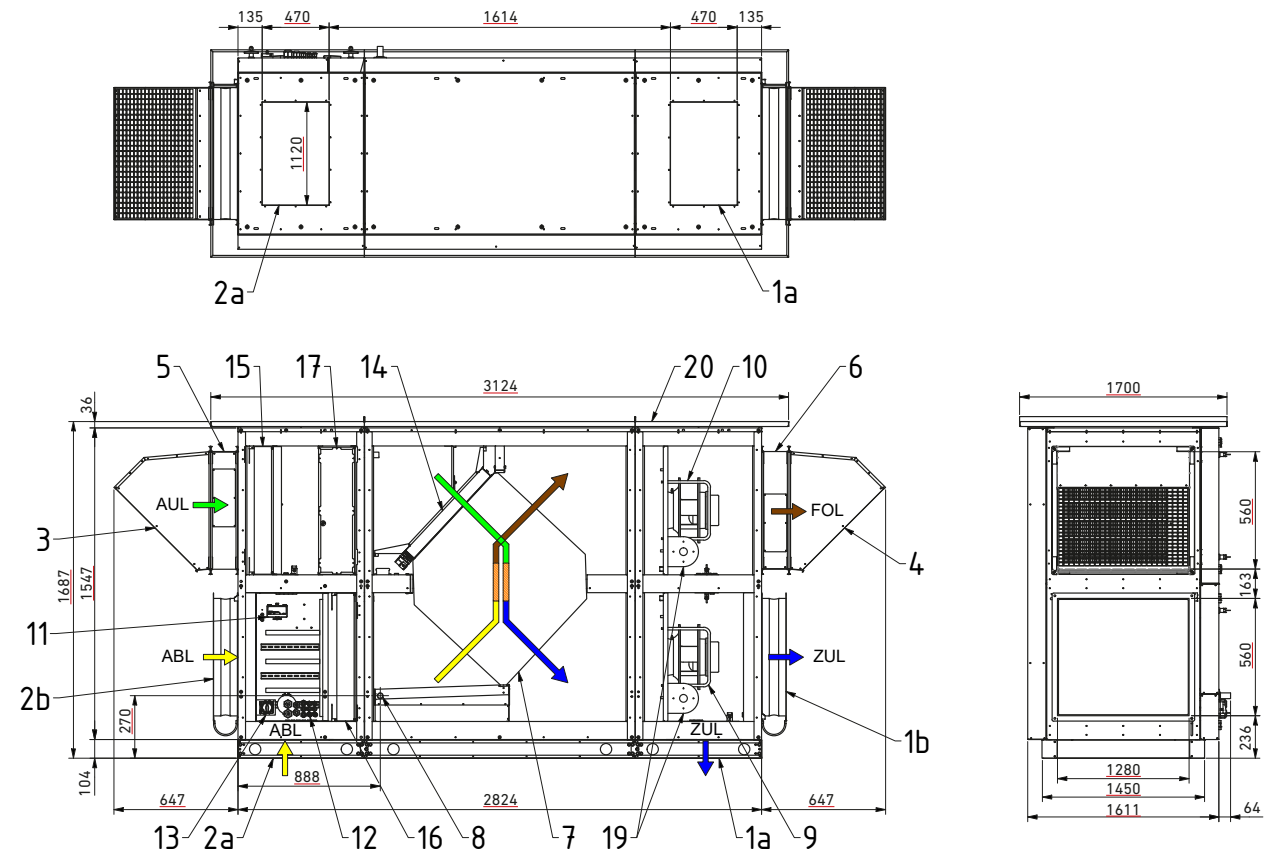 135 470 1614 470 135
1120
2a 1a
5 15 17 14 20 10 6
3124
36
AUL FOL
3 4
1687 1547
11
ABL ZUL
2b
270
ABL ZUL
1b
104
888
647 2824 647
13 2a 12 16 8 7 19 1a 9
1700
560
163
560
236
1280
1450
1611 64